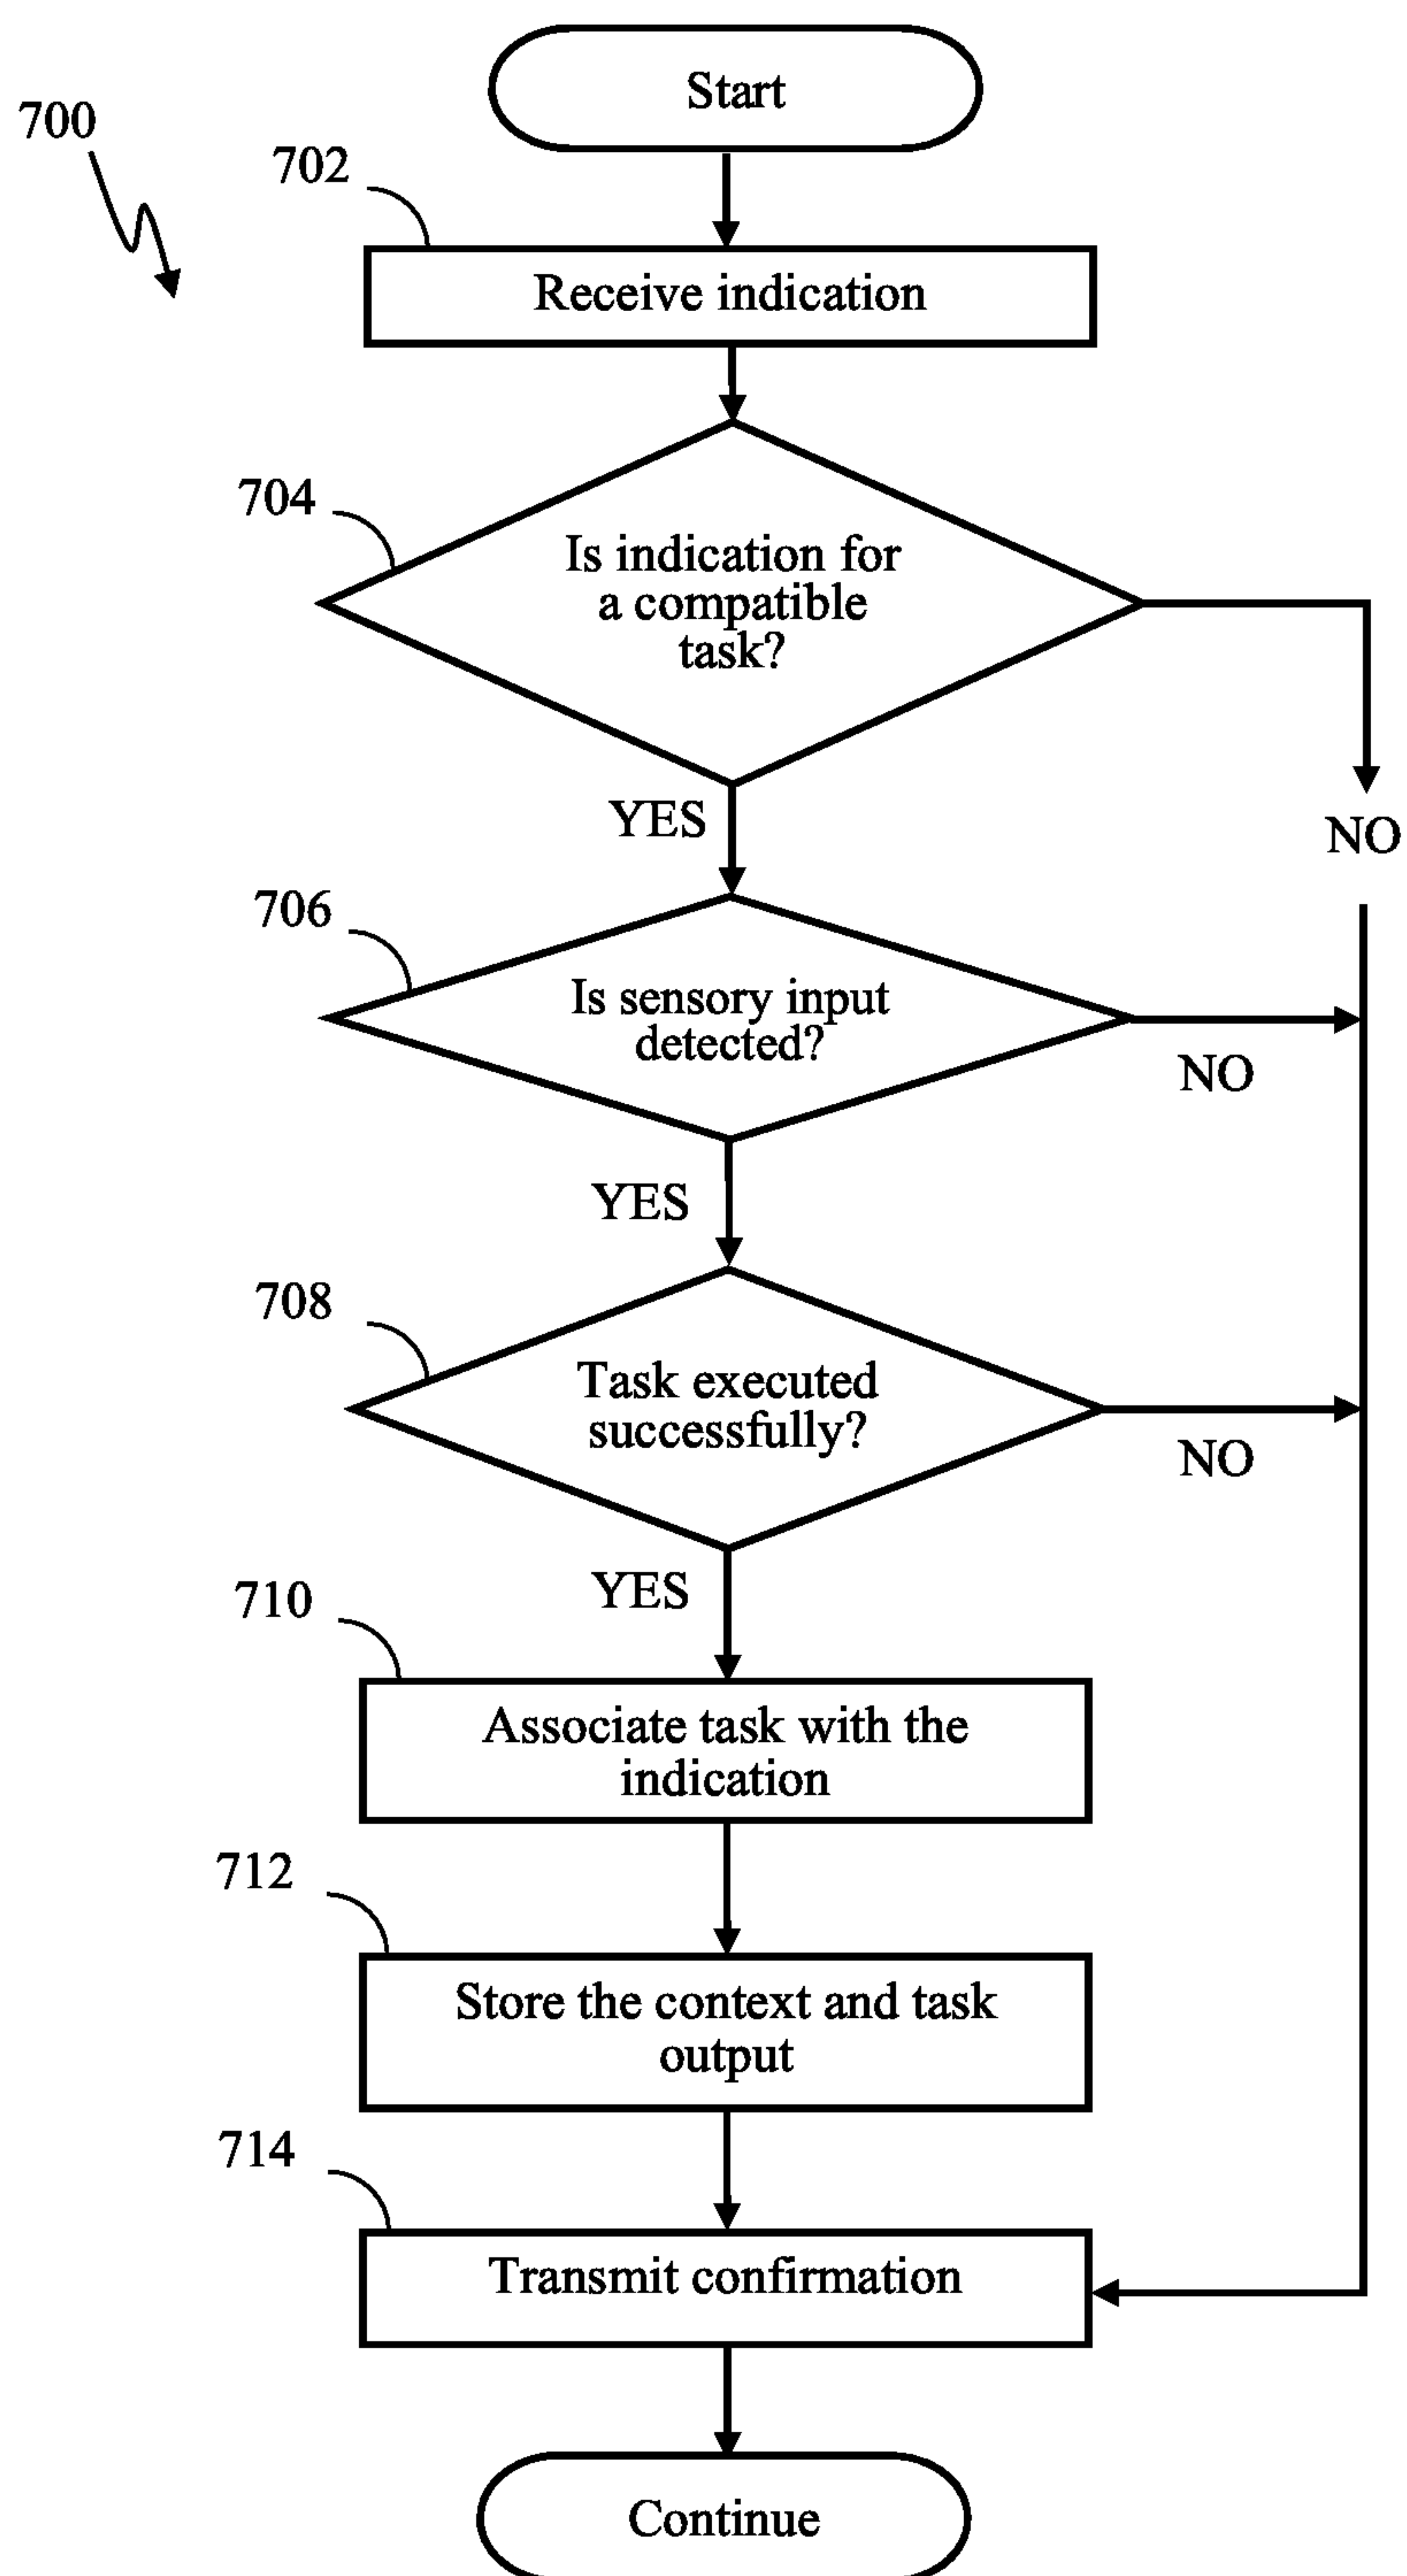 Start
700
702
Receive indication
704
Is indication for
a compatible
task?
YES
NO
706
Is sensory input
detected?
NO
YES
708
Task executed
successfully?
NO
YES
710
Associate task with the
indication
712
Store the context and task
output
714
Transmit confirmation
Continue